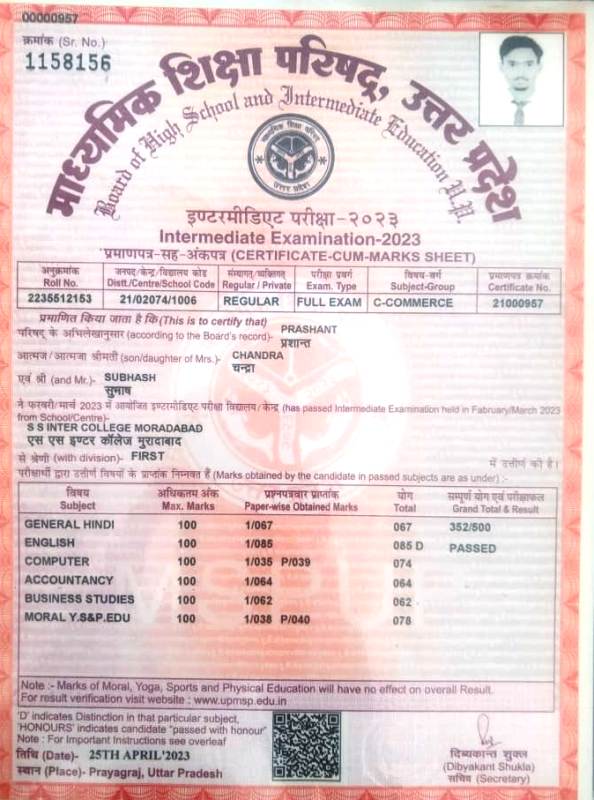 00000957
क्रमांक (Sr. No.)
1158156
माध्यमिक शिक्षा परिषद्, उत्तर प्रदेश
Board of High School and Intermediate Education U.P.
माध्यमिक शिक्षा परिषद्
उत्तर प्रदेश
इण्टरमीडिएट परीक्षा-२०२३
Intermediate Examination-2023
प्रमाणपत्र-सह-अंकपत्र (CERTIFICATE-CUM-MARKS SHEET)
अनुक्रमांक जनपद/केन्द्र/विद्यालय कोड संस्थागत/व्यक्तिगत परीक्षा प्रवर्ग विषय-वर्ग प्रमाणपत्र क्रमांक
Roll No. Distt./Centre/School Code Regular / Private Exam. Type Subject-Group Certificate No.
2235512153 21/02074/1006 REGULAR FULL EXAM C-COMMERCE 21000957
प्रमाणित किया जाता है कि (This is to certify that)
परिषद् के अभिलेखानुसार (according to the Board's record)- PRASHANT
प्रशान्त
आत्मज/आत्मजा श्रीमती (son/daughter of Mrs.)- CHANDRA
चन्द्रा
एवं श्री (and Mr.)- SUBHASH
सुभाष
ने फरवरी/मार्च 2023 में आयोजित इण्टरमीडिएट परीक्षा विद्यालय/केन्द्र (has passed Intermediate Examination held in Fabruary/March 2023
from School/Centre)-
S S INTER COLLEGE MORADABAD
एस एस इण्टर कॉलेज मुरादाबाद
से श्रेणी (with division)- FIRST में उत्तीर्ण की है।
परीक्षार्थी द्वारा उत्तीर्ण विषयों के प्राप्तांक निम्नवत हैं (Marks obtained by the candidate in passed subjects are as under) :-
विषय अधिकतम अंक प्रश्नपत्रवार प्राप्तांक योग सम्पूर्ण योग एवं परीक्षाफल
Subject Max. Marks Paper-wise Obtained Marks Total Grand Total & Result
GENERAL HINDI 100 1/067 067 352/500
ENGLISH 100 1/085 085 D PASSED
COMPUTER 100 1/035 P/039 074
ACCOUNTANCY 100 1/064 064
BUSINESS STUDIES 100 1/062 062
MORAL Y.S&P.EDU 100 1/038 P/040 078
Note :- Marks of Moral, Yoga, Sports and Physical Education will have no effect on overall Result.
For result verification visit website : www.upmsp.edu.in
'D' indicates Distinction in that particular subject,
'HONOURS' indicates candidate "passed with honour"
Note : For Important Instructions see overleaf
तिथि (Date)- 25TH APRIL'2023
स्थान (Place)- Prayagraj, Uttar Pradesh
दिब्यकान्त शुक्ल
(Dibyakant Shukla)
सचिव (Secretary)